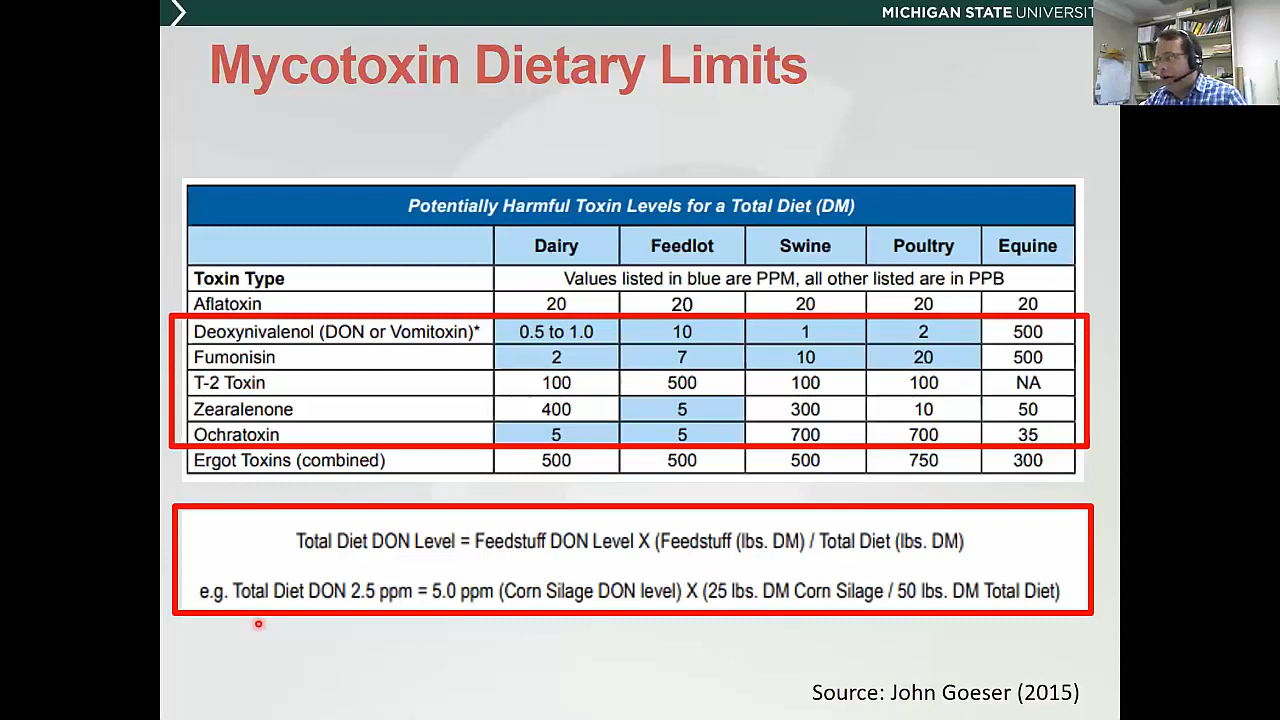 MICHIGAN STATE UNIVERSIT
Mycotoxin Dietary Limits
Potentially Harmful Toxin Levels for a Total Diet (DM)
Dairy Feedlot Swine Poultry Equine
Toxin Type Values listed in blue are PPM, all other listed are in PPB
Aflatoxin 20 20 20 20 20
Deoxynivalenol (DON or Vomitoxin)* 0.5 to 1.0 10 1 2 500
Fumonisin 2 7 10 20 500
T-2 Toxin 100 500 100 100 NA
Zearalenone 400 5 300 10 50
Ochratoxin 5 5 700 700 35
Ergot Toxins (combined) 500 500 500 750 300
Total Diet DON Level = Feedstuff DON Level X (Feedstuff (lbs. DM) / Total Diet (lbs. DM)
e.g. Total Diet DON 2.5 ppm = 5.0 ppm (Corn Silage DON level) X (25 lbs. DM Corn Silage / 50 lbs. DM Total Diet)
Source: John Goeser (2015)